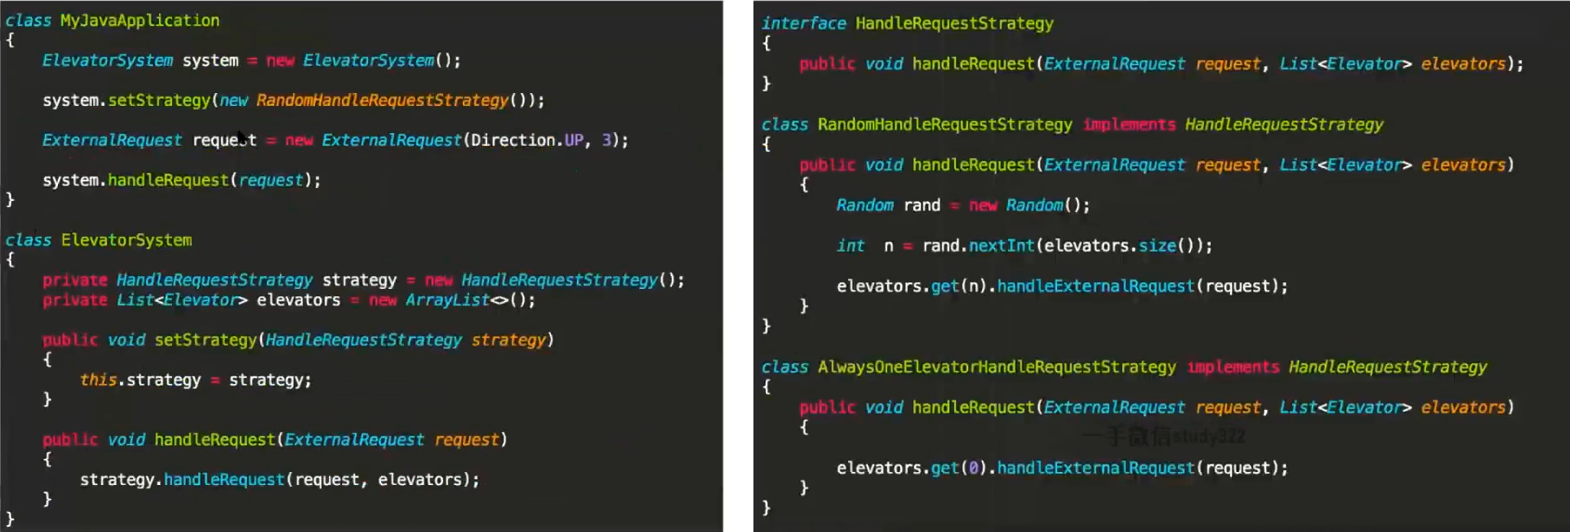 class MyJavaApplication
{
    ElevatorSystem system = new ElevatorSystem();
    system.setStrategy(new RandomHandleRequestStrategy());
    ExternalRequest request = new ExternalRequest(Direction.UP, 3);
    system.handleRequest(request);
}
class ElevatorSystem
{
    private HandleRequestStrategy strategy = new HandleRequestStrategy();
    private List<Elevator> elevators = new ArrayList<>();
    public void setStrategy(HandleRequestStrategy strategy)
    {
        this.strategy = strategy;
    }
    public void handleRequest(ExternalRequest request)
    {
        strategy.handleRequest(request, elevators);
    }
}
interface HandleRequestStrategy
{
    public void handleRequest(ExternalRequest request, List<Elevator> elevators);
}
class RandomHandleRequestStrategy implements HandleRequestStrategy
{
    public void handleRequest(ExternalRequest request, List<Elevator> elevators)
    {
        Random rand = new Random();
        int  n = rand.nextInt(elevators.size());
        elevators.get(n).handleExternalRequest(request);
    }
}
class AlwaysOneElevatorHandleRequestStrategy implements HandleRequestStrategy
{
    public void handleRequest(ExternalRequest request, List<Elevator> elevators)
    {
一手微信study322
        elevators.get(0).handleExternalRequest(request);
    }
}